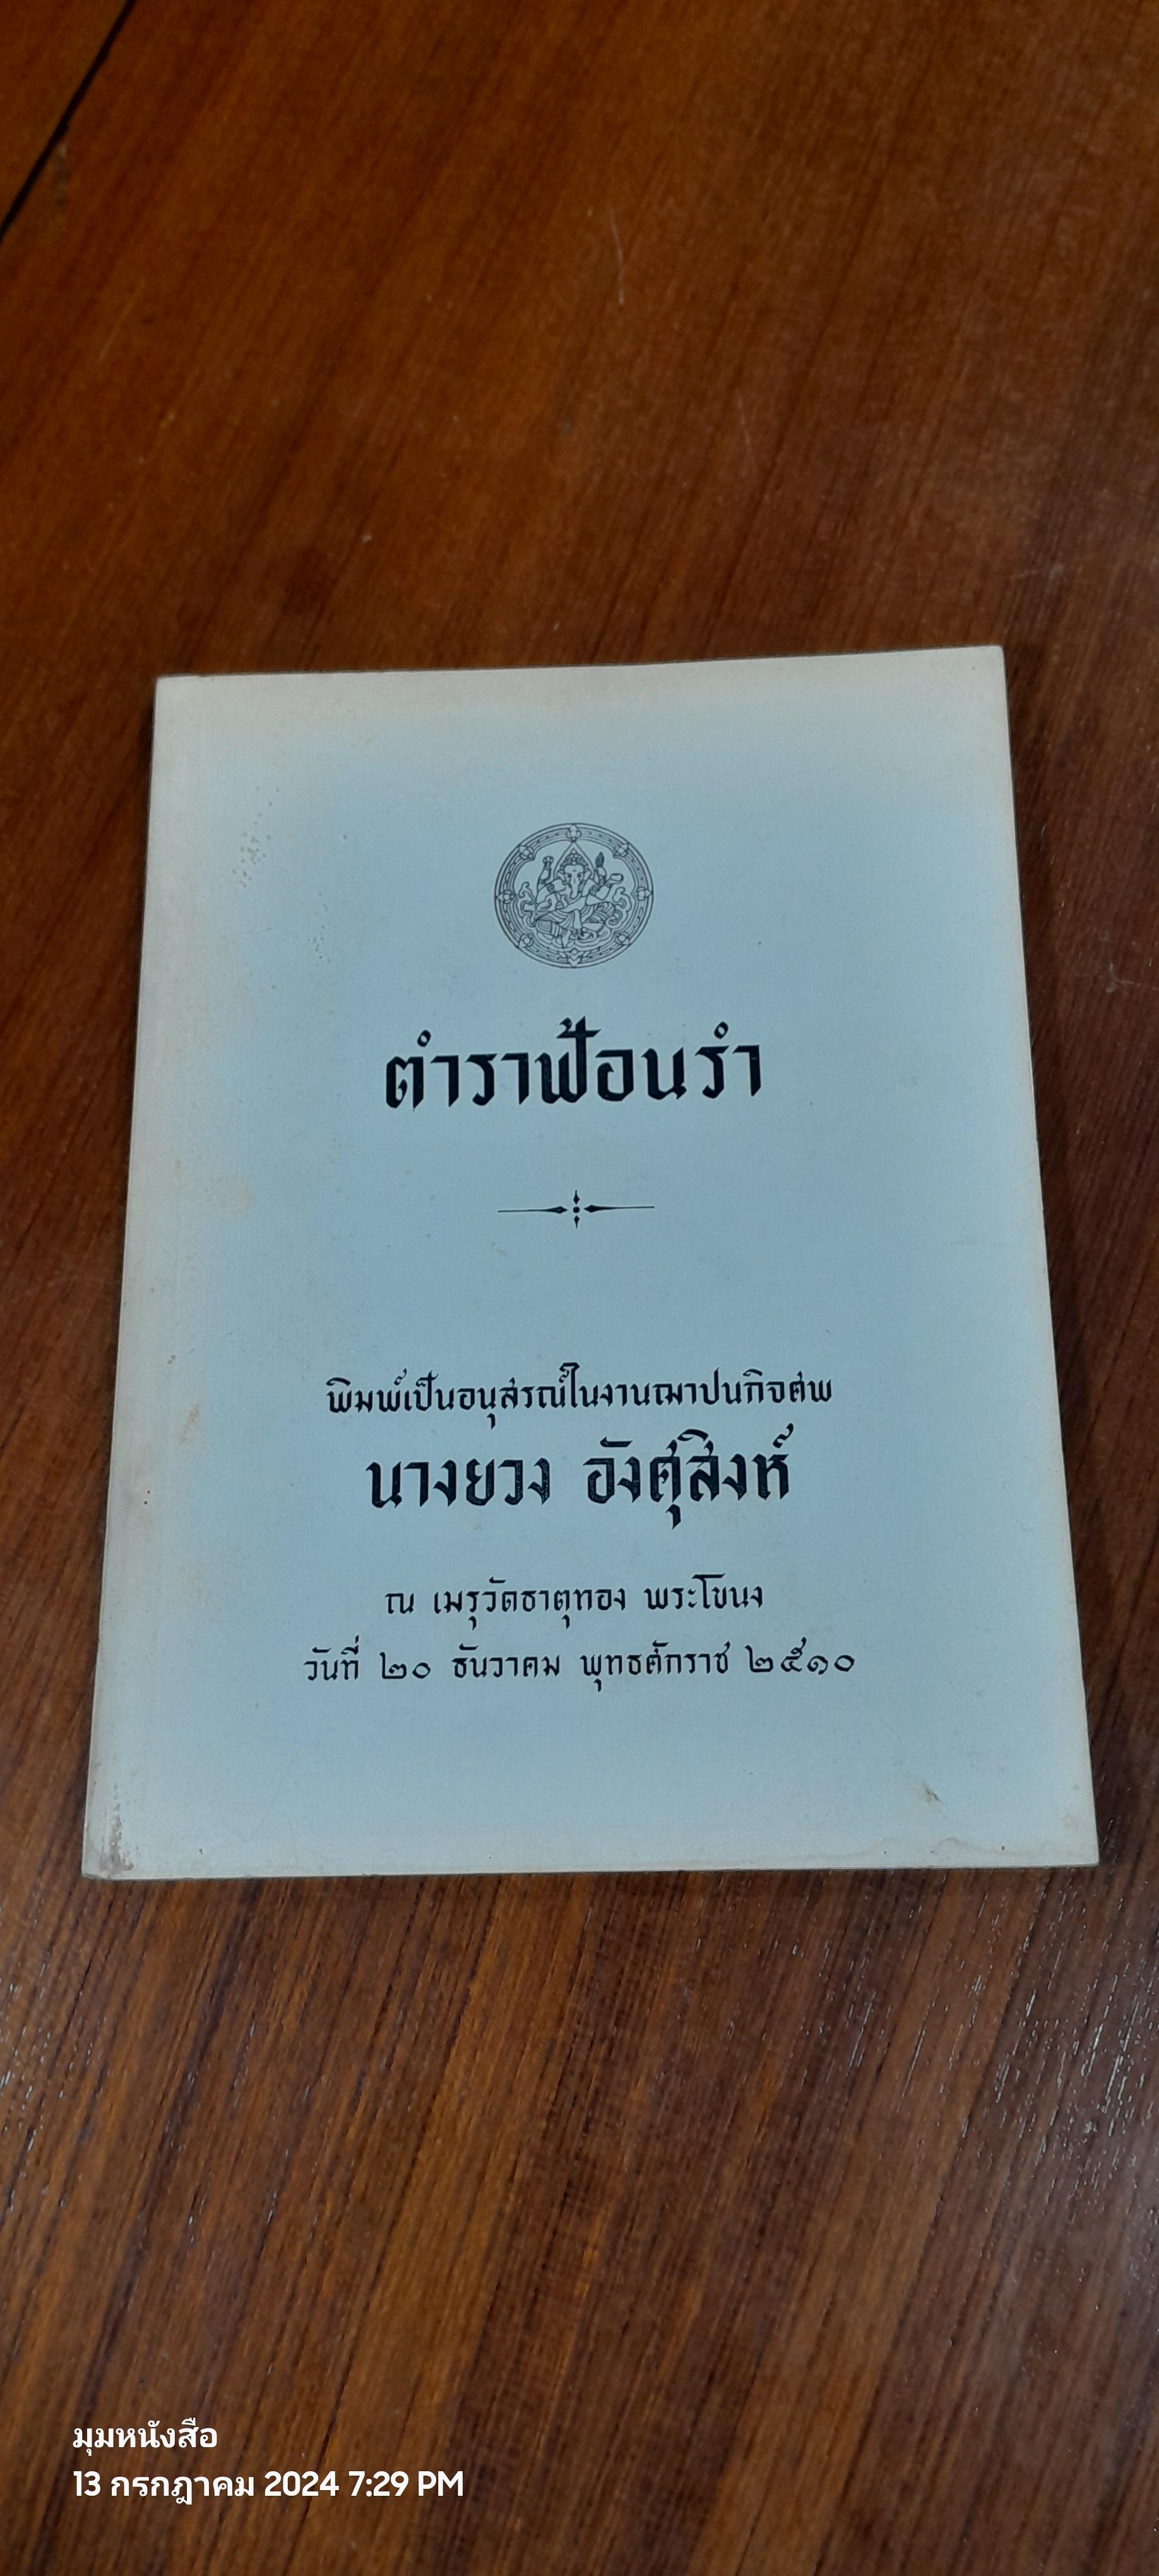 ตำราฟ้อนรำ
พิมพ์เป็นอนุสรณ์ในงานฌาปนกิจศพ
นางยวง อังศุสิงห์
ณ เมรุวัดธาตุทอง พระโขนง
วันที่ ๒๐ ธันวาคม พุทธศักราช ๒๕๑๐
มุมหนังสือ
13 กรกฎาคม 2024 7:29 PM